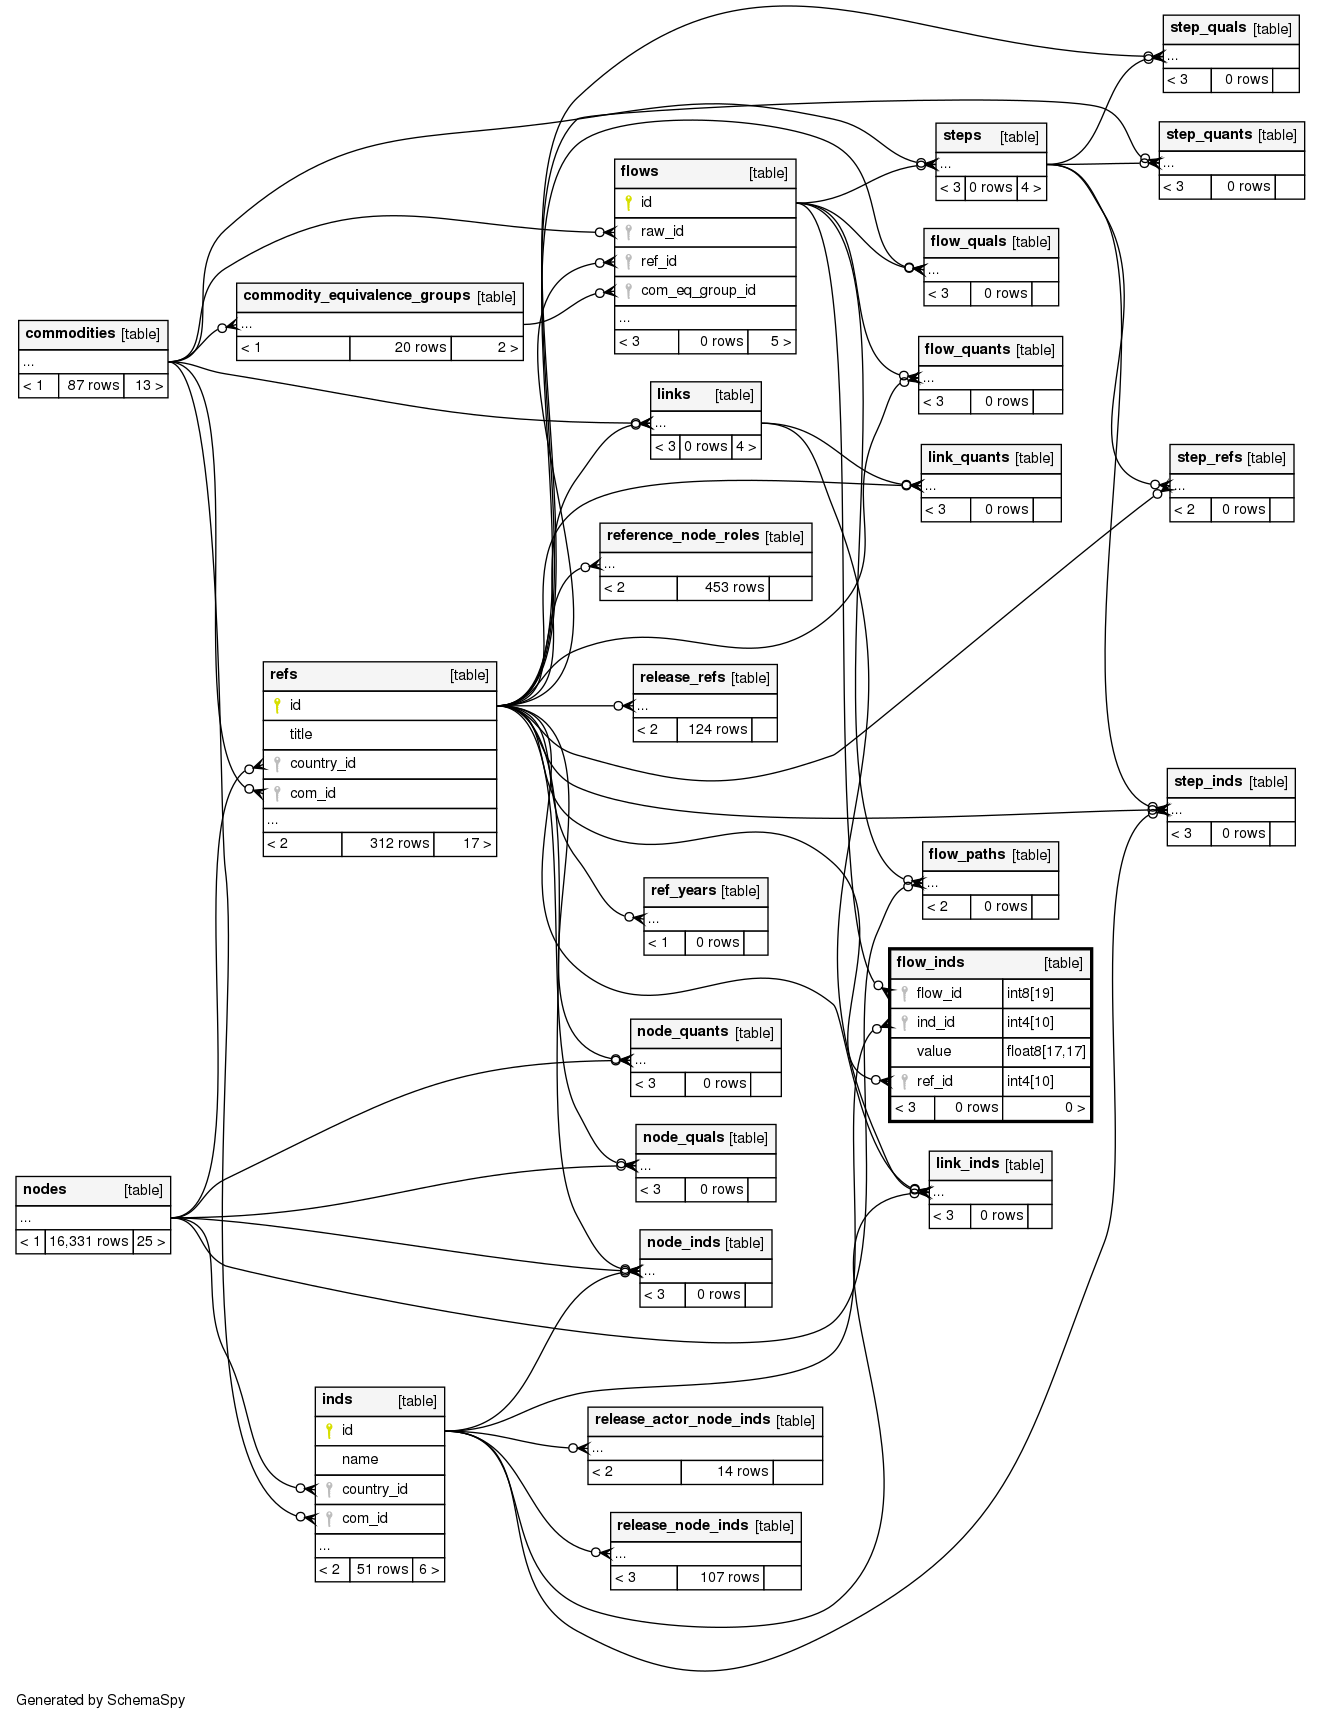 step_quals [table]
...
< 3 0 rows
step_quants [table]
...
< 3 0 rows
steps [table]
...
< 3 0 rows 4 >
flows [table]
id
raw_id
ref_id
com_eq_group_id
...
< 3 0 rows 5 >
flow_quals [table]
...
< 3 0 rows
commodity_equivalence_groups [table]
...
< 1 20 rows 2 >
commodities [table]
...
< 1 87 rows 13 >
flow_quants [table]
...
< 3 0 rows
links [table]
...
< 3 0 rows 4 >
link_quants [table]
...
< 3 0 rows
step_refs [table]
...
< 2 0 rows
reference_node_roles [table]
...
< 2 453 rows
refs [table]
id
title
country_id
com_id
...
< 2 312 rows 17 >
release_refs [table]
...
< 2 124 rows
step_inds [table]
...
< 3 0 rows
flow_paths [table]
...
< 2 0 rows
ref_years [table]
...
< 1 0 rows
flow_inds [table]
flow_id int8[19]
ind_id int4[10]
value float8[17,17]
ref_id int4[10]
< 3 0 rows 0 >
node_quants [table]
...
< 3 0 rows
node_quals [table]
...
< 3 0 rows
link_inds [table]
...
< 3 0 rows
nodes [table]
...
< 1 16,331 rows 25 >
node_inds [table]
...
< 3 0 rows
inds [table]
id
name
country_id
com_id
...
< 2 51 rows 6 >
release_actor_node_inds [table]
...
< 2 14 rows
release_node_inds [table]
...
< 3 107 rows
Generated by SchemaSpy